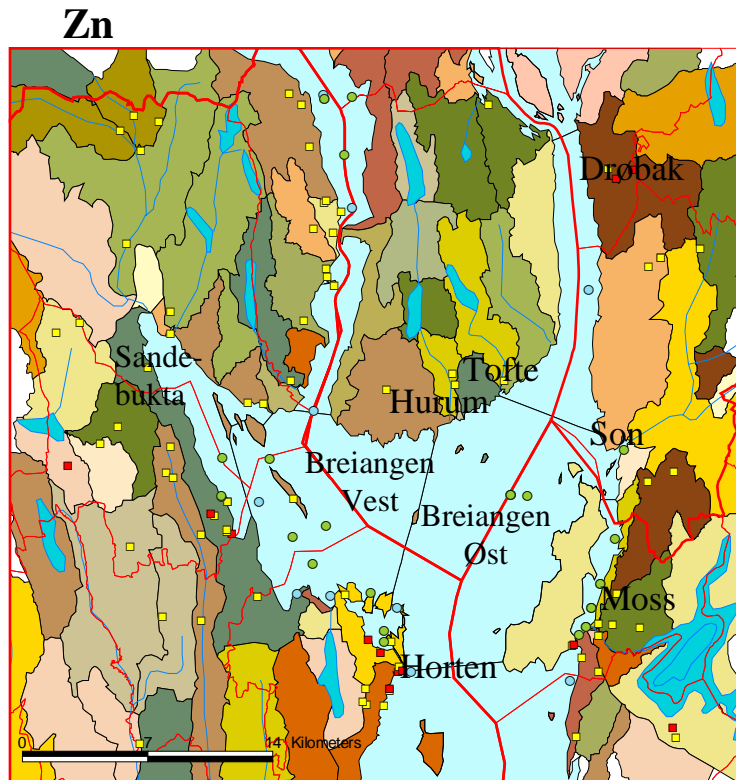 Zn
Drøbak
Sande-
bukta
Tofte
Hurum
Son
Breiangen
Vest
Breiangen
Øst
Moss
Horten
0 7 14 Kilometers